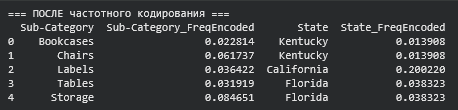 === ПОСЛЕ частотного кодирования ===
Sub-Category Sub-Category_FreqEncoded State State_FreqEncoded
0 Bookcases 0.022814 Kentucky 0.013908
1 Chairs 0.061737 Kentucky 0.013908
2 Labels 0.036422 California 0.200220
3 Tables 0.031919 Florida 0.038323
4 Storage 0.084651 Florida 0.038323